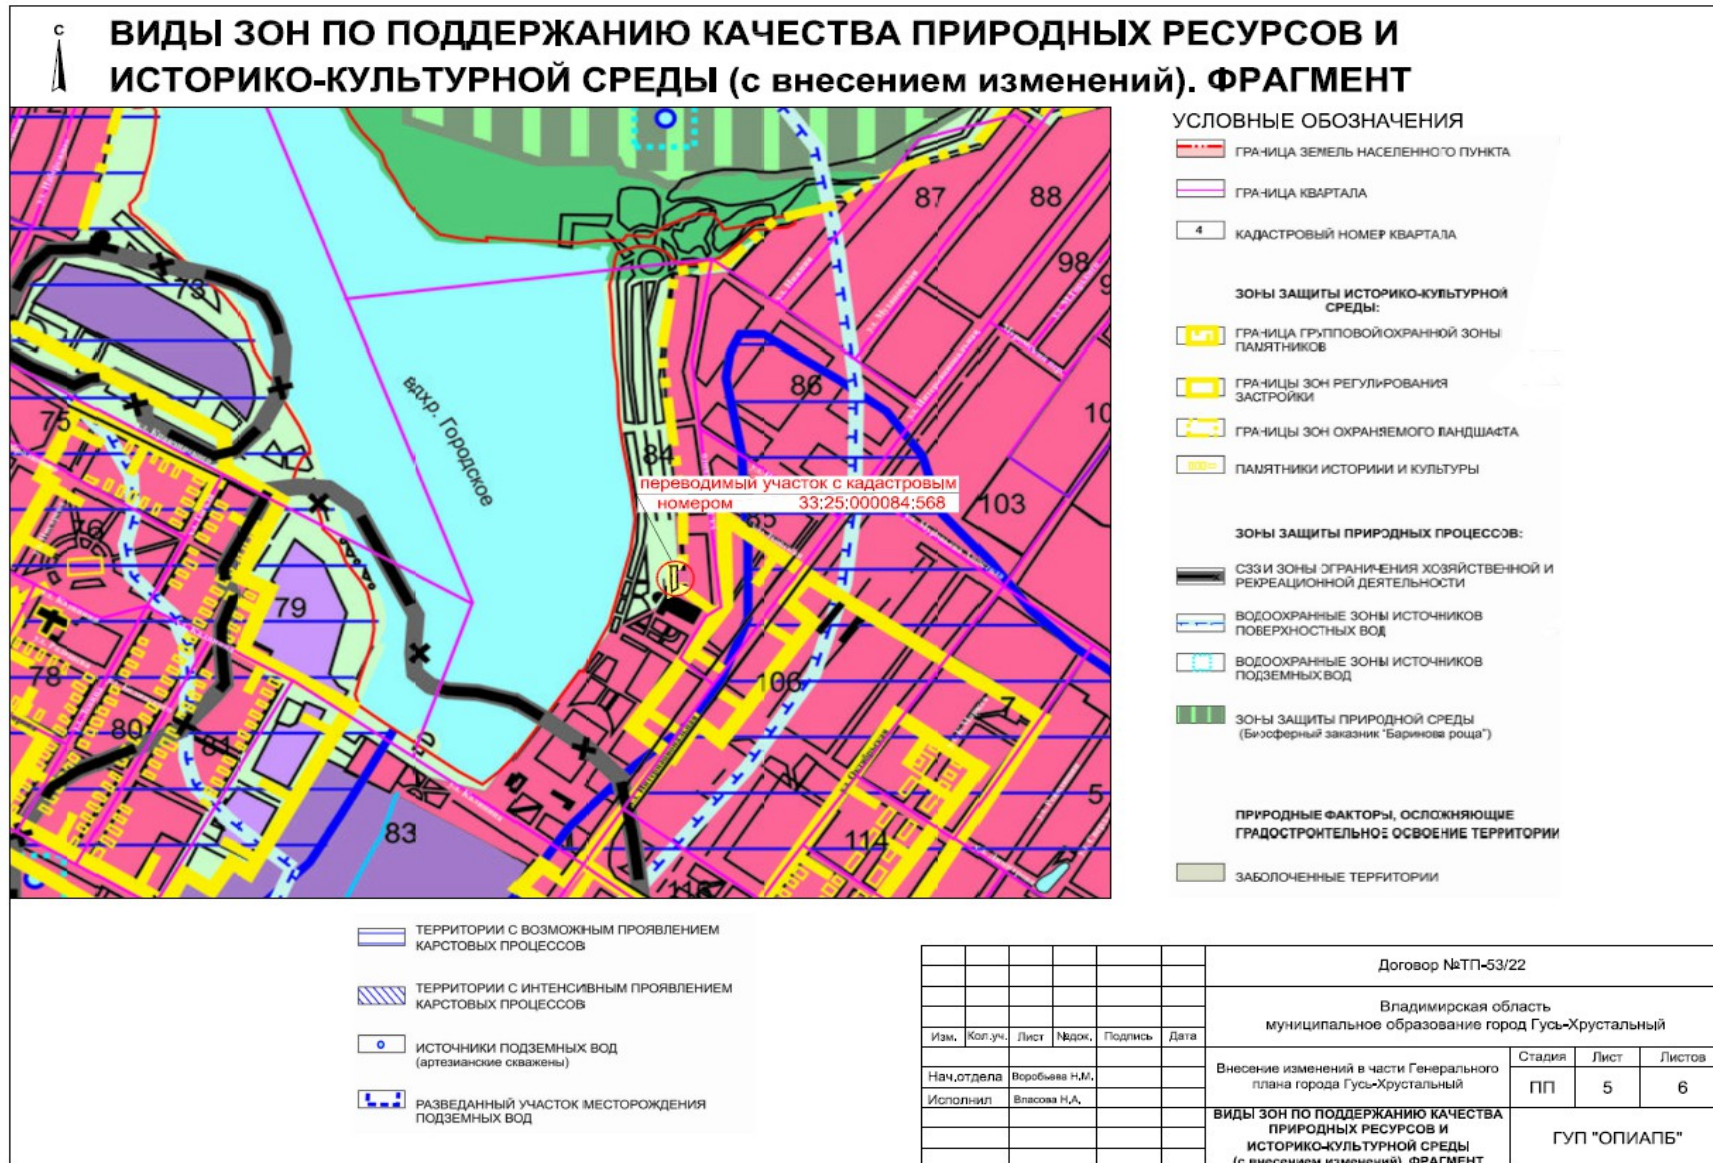 С
ВИДЫ ЗОН ПО ПОДДЕРЖАНИЮ КАЧЕСТВА ПРИРОДНЫХ РЕСУРСОВ И
ИСТОРИКО-КУЛЬТУРНОЙ СРЕДЫ (с внесением изменений). ФРАГМЕНТ
87
88
98
73
86
75
вдхр. Городское
84
переводимый участок с кадастровым
номером 33:25:000084:568
103
85
76
79
78
106
7
80
81
5
83
114
115
УСЛОВНЫЕ ОБОЗНАЧЕНИЯ
ГРАНИЦА ЗЕМЕЛЬ НАСЕЛЕННОГО ПУНКТА
ГРАНИЦА КВАРТАЛА
4
КАДАСТРОВЫЙ НОМЕР КВАРТАЛА
ЗОНЫ ЗАЩИТЫ ИСТОРИКО-КУЛЬТУРНОЙ
СРЕДЫ:
ГРАНИЦА ГРУППОВОЙ ОХРАННОЙ ЗОНЫ
ПАМЯТНИКОВ
ГРАНИЦЫ ЗОН РЕГУЛИРОВАНИЯ
ЗАСТРОЙКИ
ГРАНИЦЫ ЗОН ОХРАНЯЕМОГО ЛАНДШАФТА
ПАМЯТНИКИ ИСТОРИИ И КУЛЬТУРЫ
ЗОНЫ ЗАЩИТЫ ПРИРОДНЫХ ПРОЦЕССОВ:
СЗЗ И ЗОНЫ ОГРАНИЧЕНИЯ ХОЗЯЙСТВЕННОЙ И
РЕКРЕАЦИОННОЙ ДЕЯТЕЛЬНОСТИ
ВОДООХРАННЫЕ ЗОНЫ ИСТОЧНИКОВ
ПОВЕРХНОСТНЫХ ВОД
ВОДООХРАННЫЕ ЗОНЫ ИСТОЧНИКОВ
ПОДЗЕМНЫХ ВОД
ЗОНЫ ЗАЩИТЫ ПРИРОДНОЙ СРЕДЫ
(Биосферный заказник "Баринова роща")
ПРИРОДНЫЕ ФАКТОРЫ, ОСЛОЖНЯЮЩИЕ
ГРАДОСТРОИТЕЛЬНОЕ ОСВОЕНИЕ ТЕРРИТОРИИ
ЗАБОЛОЧЕННЫЕ ТЕРРИТОРИИ
ТЕРРИТОРИИ С ВОЗМОЖНЫМ ПРОЯВЛЕНИЕМ
КАРСТОВЫХ ПРОЦЕССОВ
ТЕРРИТОРИИ С ИНТЕНСИВНЫМ ПРОЯВЛЕНИЕМ
КАРСТОВЫХ ПРОЦЕССОВ
ИСТОЧНИКИ ПОДЗЕМНЫХ ВОД
(артезианские скважены)
РАЗВЕДАННЫЙ УЧАСТОК МЕСТОРОЖДЕНИЯ
ПОДЗЕМНЫХ ВОД
Договор №ТП-53/22
Владимирская область
муниципальное образование город Гусь-Хрустальный
Изм. Кол.уч. Лист №док. Подпись Дата
Нач.отдела Воробьева Н.М.
Исполнил Власова Н.А.
Внесение изменений в части Генерального
плана города Гусь-Хрустальный
Стадия Лист Листов
ПП 5 6
ВИДЫ ЗОН ПО ПОДДЕРЖАНИЮ КАЧЕСТВА
ПРИРОДНЫХ РЕСУРСОВ И
ИСТОРИКО-КУЛЬТУРНОЙ СРЕДЫ
(с внесением изменений). ФРАГМЕНТ
ГУП "ОПИАПБ"